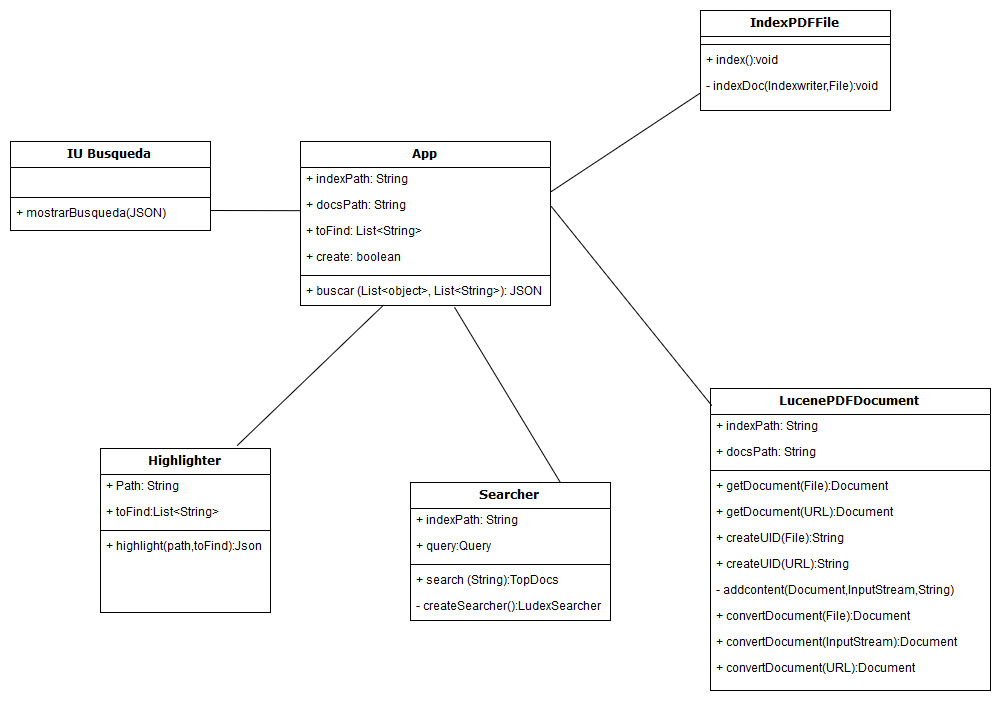 IndexPDFFile
+ index():void
- indexDoc(Indexwriter,File):void
IU Busqueda
+ mostrarBusqueda(JSON)
App
+ indexPath: String
+ docsPath: String
+ toFind: List<String>
+ create: boolean
+ buscar (List<object>, List<String>): JSON
Highlighter
+ Path: String
+ toFind:List<String>
+ highlight(path,toFind):Json
Searcher
+ indexPath: String
+ query:Query
+ search (String):TopDocs
- createSearcher():LudexSearcher
LucenePDFDocument
+ indexPath: String
+ docsPath: String
+ getDocument(File):Document
+ getDocument(URL):Document
+ createUID(File):String
+ createUID(URL):String
- addcontent(Document,InputStream,String)
+ convertDocument(File):Document
+ convertDocument(InputStream):Document
+ convertDocument(URL):Document